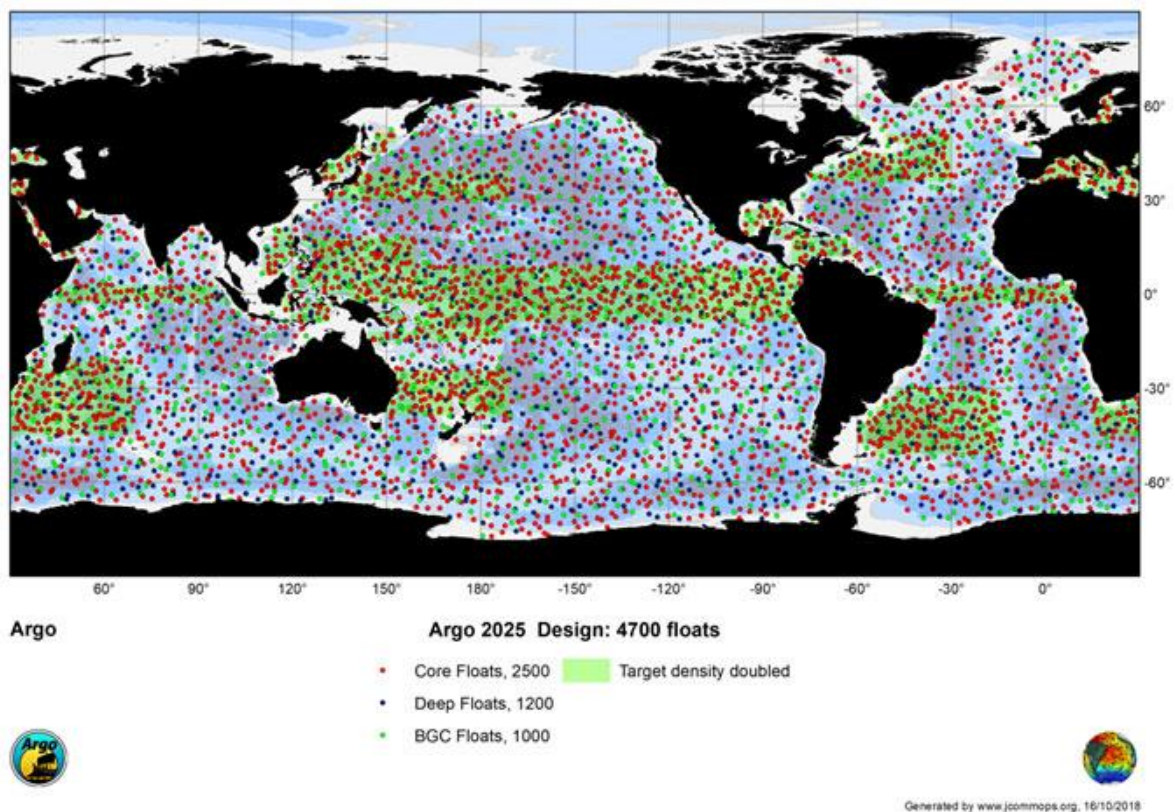 60°
30°
0°
-30°
-60°
60° 90° 120° 150° 180° -150° -120° -90° -60° -30° 0°
Argo
Argo 2025 Design: 4700 floats
Core Floats, 2500 Target density doubled
Deep Floats, 1200
BGC Floats, 1000
Argo
Generated by www.jcommops.org, 16/10/2018